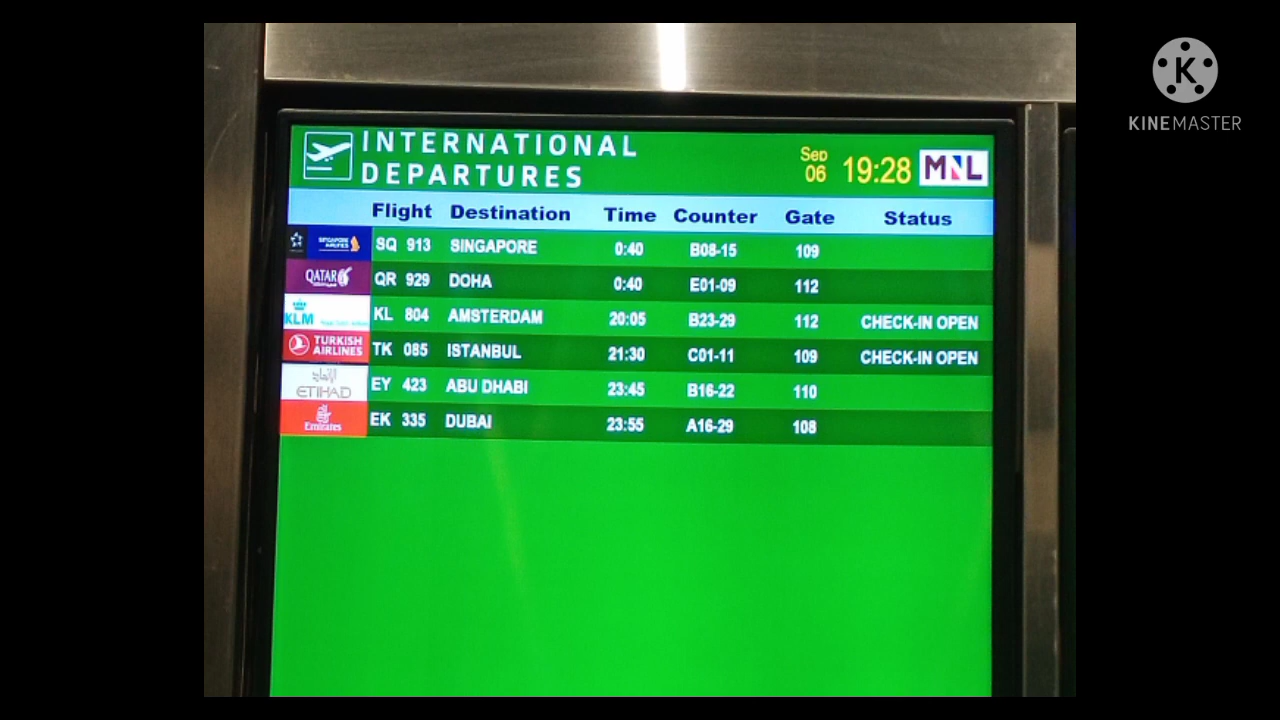 INTERNATIONAL
DEPARTURES
Sep
06
19:28
MNL
Flight Destination Time Counter Gate Status
SINGAPORE AIRLINES SQ 913 SINGAPORE 0:40 B08-15 109
QATAR QR 929 DOHA 0:40 E01-09 112
KLM KL 804 AMSTERDAM 20:05 B23-29 112 CHECK-IN OPEN
TURKISH AIRLINES TK 085 ISTANBUL 21:30 C01-11 109 CHECK-IN OPEN
ETIHAD EY 423 ABU DHABI 23:45 B16-22 110
Emirates EK 335 DUBAI 23:55 A16-29 108
K
KINEMASTER